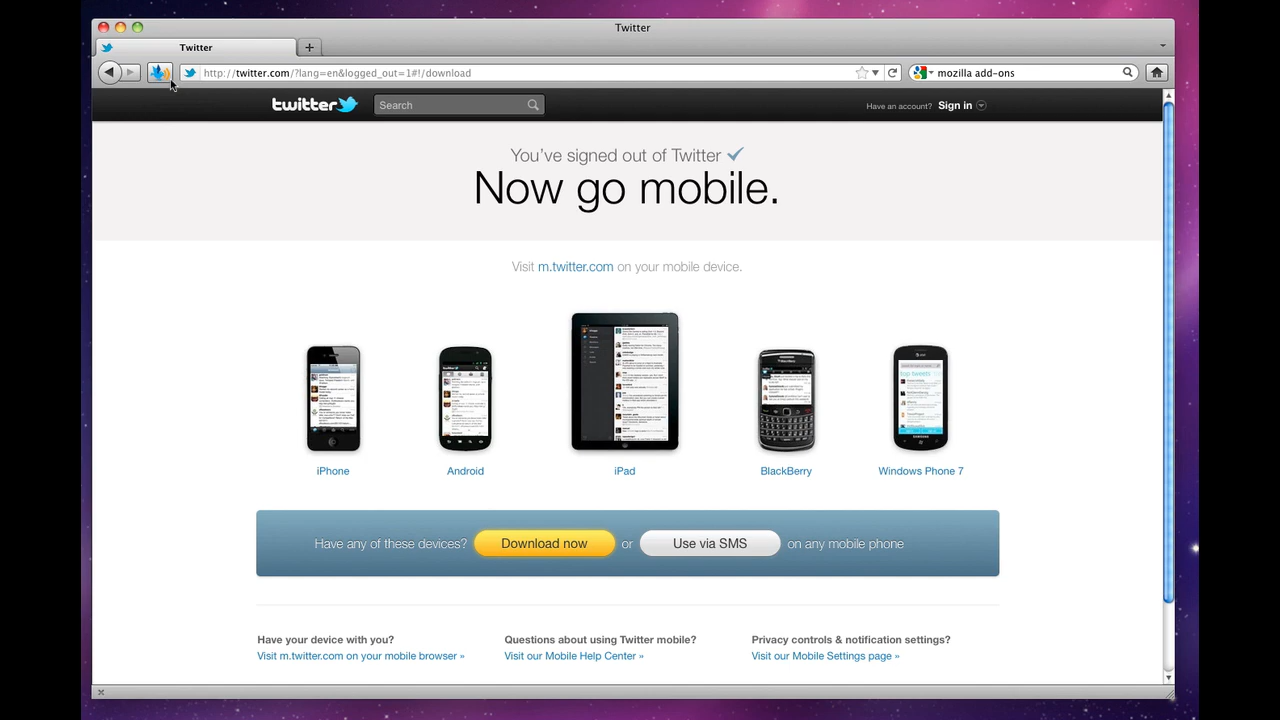 Twitter
Twitter
http://twitter.com/?lang=en&logged_out=1#!/download
mozilla add-ons
twitter
Search
Have an account? Sign in
You've signed out of Twitter
Now go mobile.
Visit m.twitter.com on your mobile device.
top tweets
iPhone
Android
iPad
BlackBerry
Windows Phone 7
Have any of these devices? Download now or Use via SMS on any mobile phone
Have your device with you?
Visit m.twitter.com on your mobile browser »
Questions about using Twitter mobile?
Visit our Mobile Help Center »
Privacy controls & notification settings?
Visit our Mobile Settings page »